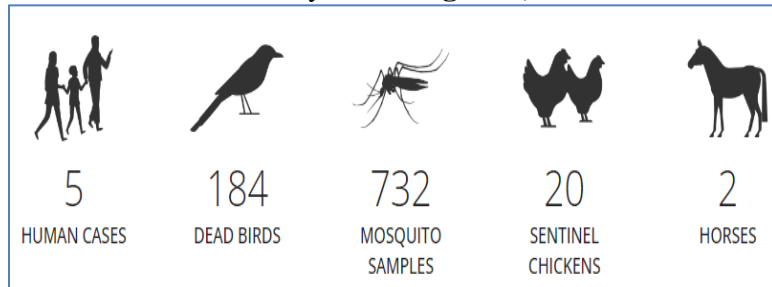 5
HUMAN CASES
184
DEAD BIRDS
732
MOSQUITO
SAMPLES
20
SENTINEL
CHICKENS
2
HORSES